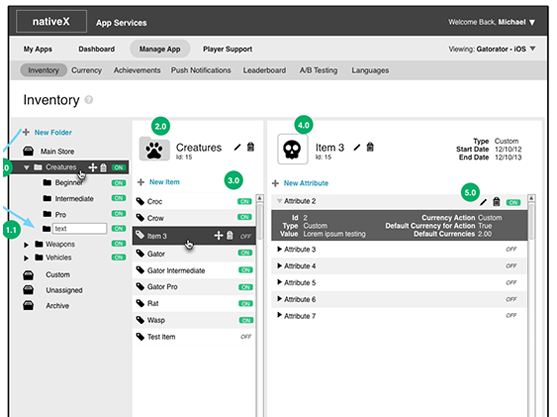 nativeX App Services Welcome Back, Michael ▼
My Apps Dashboard Manage App Player Support Viewing: Gatorator - iOS ▼
Inventory Currency Achievements Push Notifications Leaderboard A/B Testing Languages
Inventory ?
+ New Folder
Main Store
Creatures ON
Beginner ON
Intermediate ON
Pro ON
1.1 text ON
Weapons ON
Vehicles ON
Custom
Unassigned
Archive
2.0
Creatures
Id: 15
+ New Item 3.0
Croc ON
Crow ON
Item 3 OFF
Gator ON
Gator Intermediate ON
Gator Pro ON
Rat ON
Wasp ON
Test Item OFF
4.0
Item 3
Id: 15
Type Custom
Start Date 12/10/12
End Date 12/10/13
+ New Attribute 5.0
Attribute 2 ON
Id 2 Currency Action Custom
Type Custom Default Currency for Action True
Value Lorem ipsum testing Default Currencies 2.00
Attribute 3 OFF
Attribute 4 OFF
Attribute 5 OFF
Attribute 6 OFF
Attribute 7 OFF